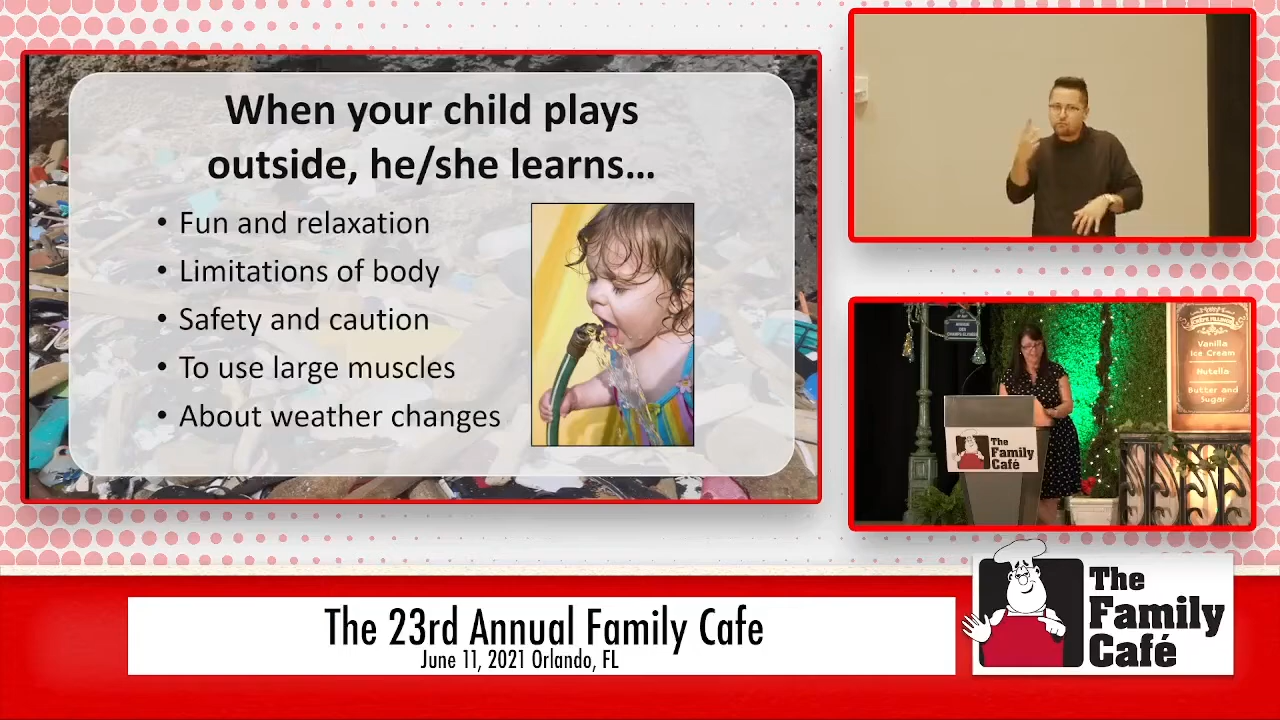 When your child plays
outside, he/she learns…
• Fun and relaxation
• Limitations of body
• Safety and caution
• To use large muscles
• About weather changes
Vanilla
Ice Cream
Nutella
Butter and
Sugar
The
Family
Café
The 23rd Annual Family Cafe
June 11, 2021 Orlando, FL
The
Family
Café